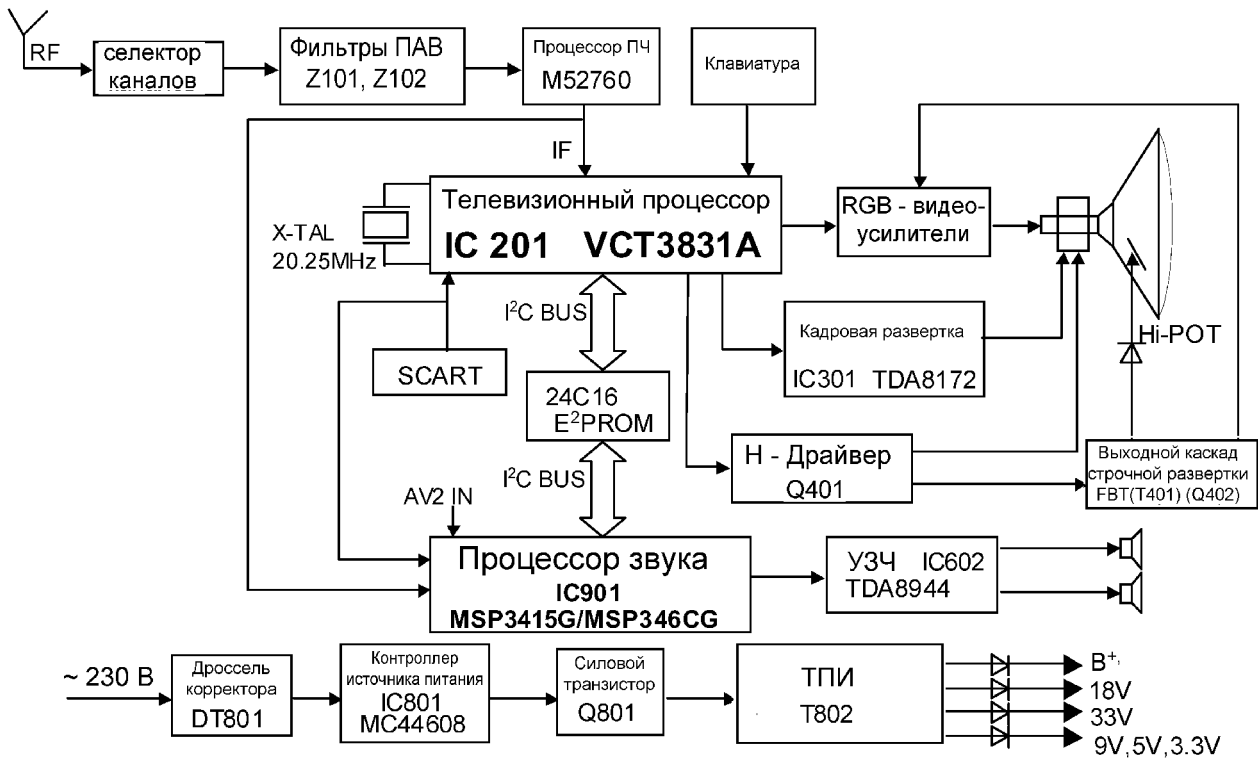 RF
селектор
каналов
Фильтры ПАВ
Z101, Z102
Процессор ПЧ
M52760
Клавиатура
IF
X-TAL
20.25MHz
Телевизионный процессор
IC 201 VCT3831A
RGB - видео-
усилители
I²C BUS
SCART
24C16
E²PROM
I²C BUS
Кадровая развертка
IC301 TDA8172
Hi-POT
Н - Драйвер
Q401
Выходной каскад
строчной развертки
FBT(T401) (Q402)
AV2 IN
Процессор звука
IC901
MSP3415G/MSP346CG
УЗЧ IC602
TDA8944
~ 230 В
Дроссель
корректора
DT801
Контроллер
источника питания
IC801
MC44608
Силовой
транзистор
Q801
ТПИ
T802
B⁺,
18V
33V
9V,5V,3.3V